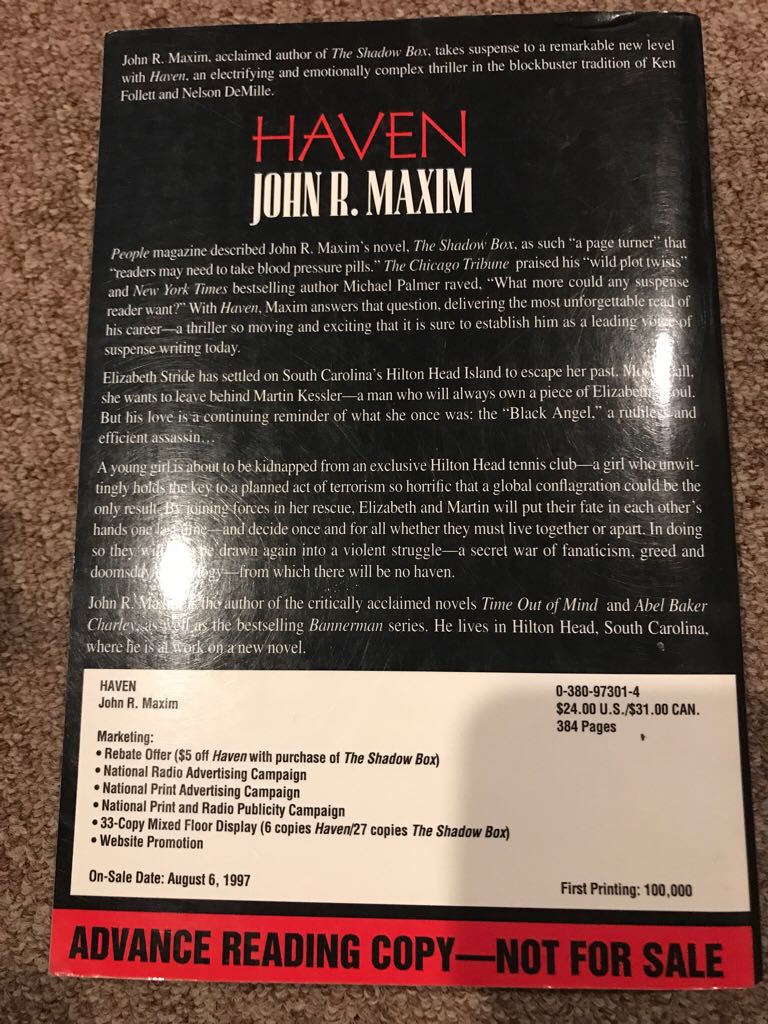 John R. Maxim, acclaimed author of The Shadow Box, takes suspense to a remarkable new level
with Haven, an electrifying and emotionally complex thriller in the blockbuster tradition of Ken
Follett and Nelson DeMille.
HAVEN
JOHN R. MAXIM
People magazine described John R. Maxim's novel, The Shadow Box, as such “a page turner” that
“readers may need to take blood pressure pills.” The Chicago Tribune praised his “wild plot twists”
and New York Times bestselling author Michael Palmer raved, “What more could any suspense
reader want?” With Haven, Maxim answers that question, delivering the most unforgettable read of
his career—a thriller so moving and exciting that it is sure to establish him as a leading voice of
suspense writing today.
Elizabeth Stride has settled on South Carolina's Hilton Head Island to escape her past. all,
she wants to leave behind Martin Kessler—a man who will always own a piece of soul.
But his love is a continuing reminder of what she once was: the “Black Angel,” a ruthless and
efficient assassin…
A young girl is about to be kidnapped from an exclusive Hilton Head tennis club—a girl who unwit-
tingly holds the key to a planned act of terrorism so horrific that a global conflagration could be the
only result. By joining forces in her rescue, Elizabeth and Martin will put their fate in each other's
hands one last time—and decide once and for all whether they must live together or apart. In doing
so they drawn again into a violent struggle—a secret war of fanaticism, greed and
doomsday —from which there will be no haven.
John R. the author of the critically acclaimed novels Time Out of Mind and Abel Baker
Charley, as well as the bestselling Bannerman series. He lives in Hilton Head, South Carolina,
where he is at work on a new novel.
HAVEN 0-380-97301-4
John R. Maxim $24.00 U.S./$31.00 CAN.
384 Pages
Marketing:
• Rebate Offer ($5 off Haven with purchase of The Shadow Box)
• National Radio Advertising Campaign
• National Print Advertising Campaign
• National Print and Radio Publicity Campaign
• 33-Copy Mixed Floor Display (6 copies Haven/27 copies The Shadow Box)
• Website Promotion
On-Sale Date: August 6, 1997 First Printing: 100,000
ADVANCE READING COPY—NOT FOR SALE